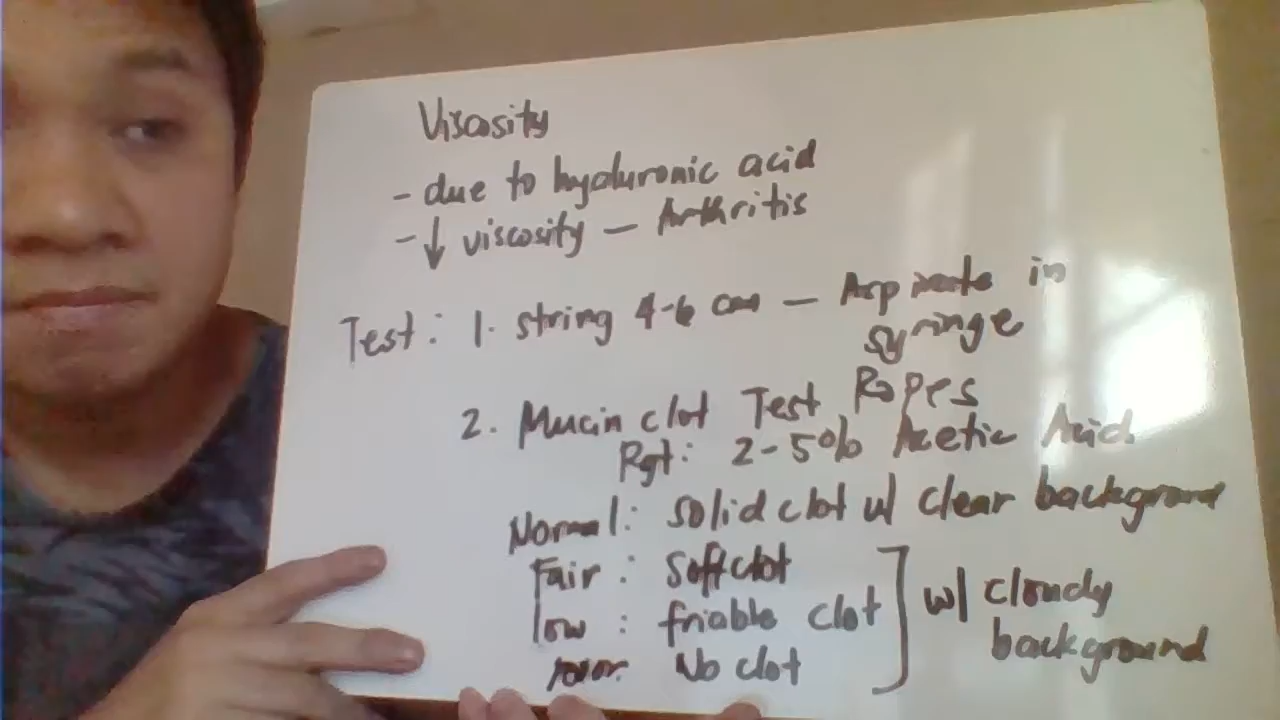 Viscosity
- due to hyaluronic acid
- ↓ viscosity - Arthritis
Test: 1. string 4-6 cm - Aspirate in
syringe
2. Mucin clot Test Ropes
Rgt: 2-5% Acetic Acid.
Normal: solid clot w/ clear background
Fair : Soft clot
low : friable clot ] w/ cloudy
background
No clot